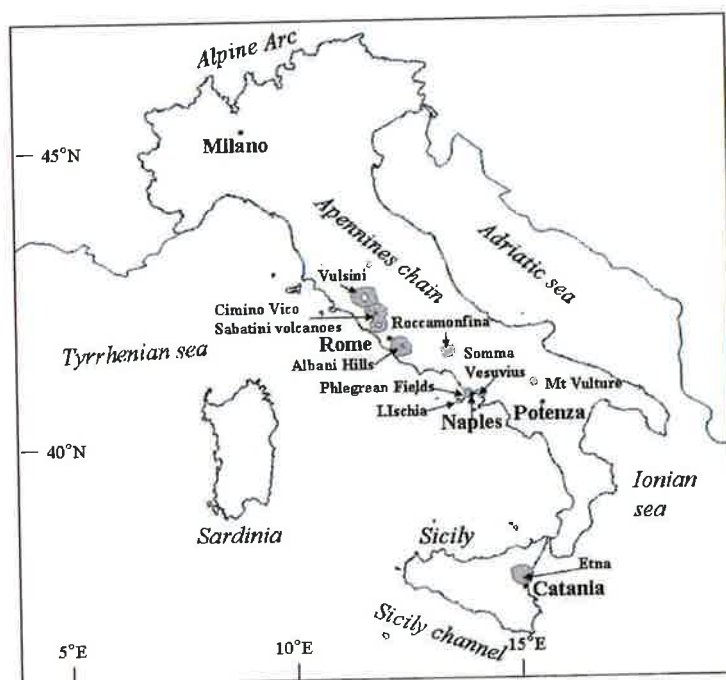 Alpine Arc
45°N
Milano
Apennines chain
Adriatic sea
Vulsini
Cimino Vico
Sabatini volcanoes
Roccamonfina
Rome
Tyrrhenian sea
Albani Hills
Somma
Vesuvius
Phlegrean Fields
Mt Vulture
I.Ischia
Naples
Potenza
40°N
Ionian
sea
Sardinia
Sicily
Etna
Catania
Sicily channel
5°E
10°E
15°E